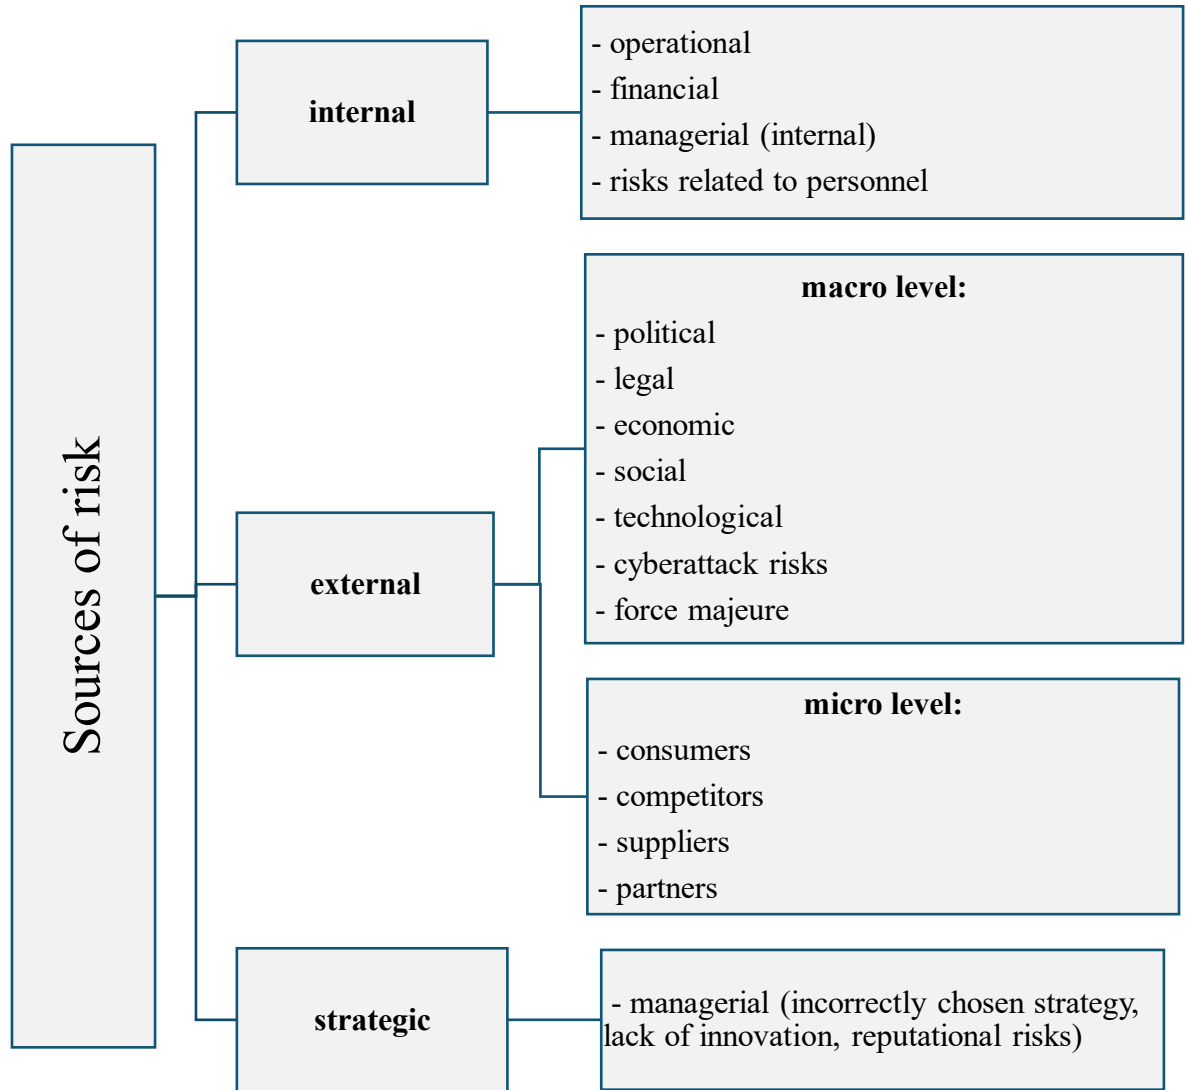 Sources of risk
internal
- operational
- financial
- managerial (internal)
- risks related to personnel
external
macro level:
- political
- legal
- economic
- social
- technological
- cyberattack risks
- force majeure
micro level:
- consumers
- competitors
- suppliers
- partners
strategic
- managerial (incorrectly chosen strategy,
lack of innovation, reputational risks)